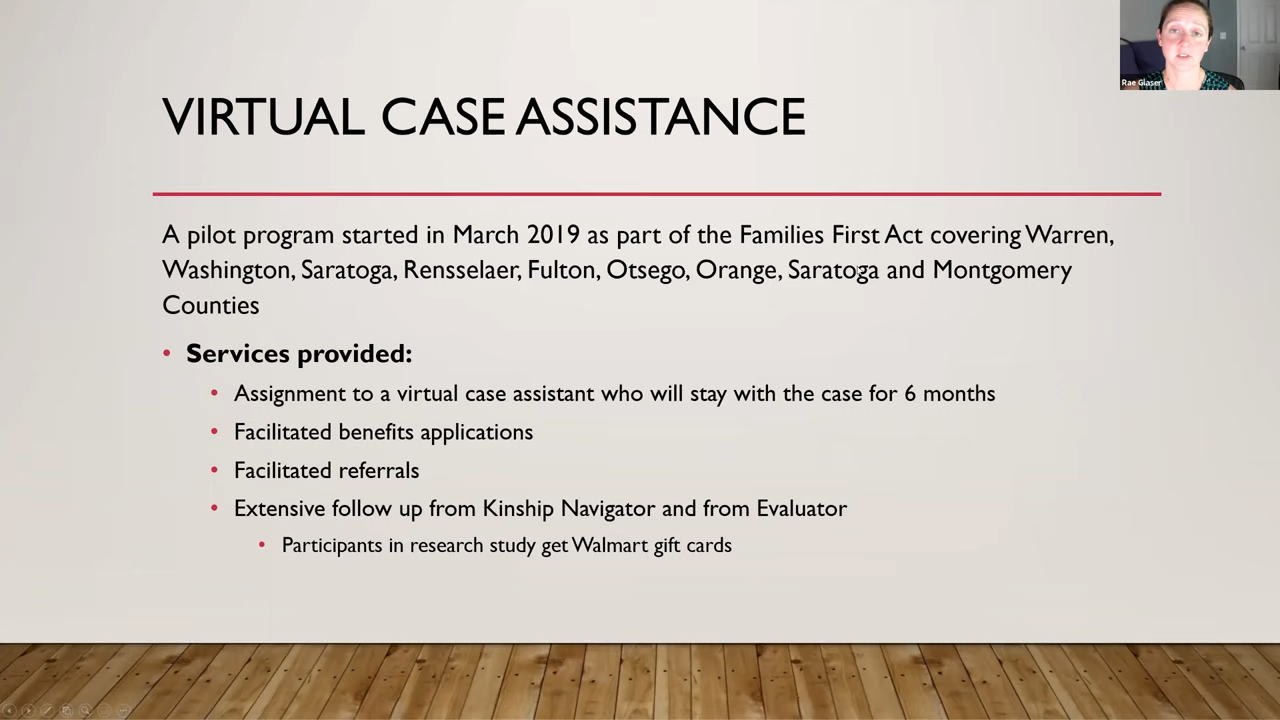 Rae Glaser
VIRTUAL CASE ASSISTANCE
A pilot program started in March 2019 as part of the Families First Act covering Warren,
Washington, Saratoga, Rensselaer, Fulton, Otsego, Orange, Saratoga and Montgomery
Counties
• Services provided:
• Assignment to a virtual case assistant who will stay with the case for 6 months
• Facilitated benefits applications
• Facilitated referrals
• Extensive follow up from Kinship Navigator and from Evaluator
• Participants in research study get Walmart gift cards